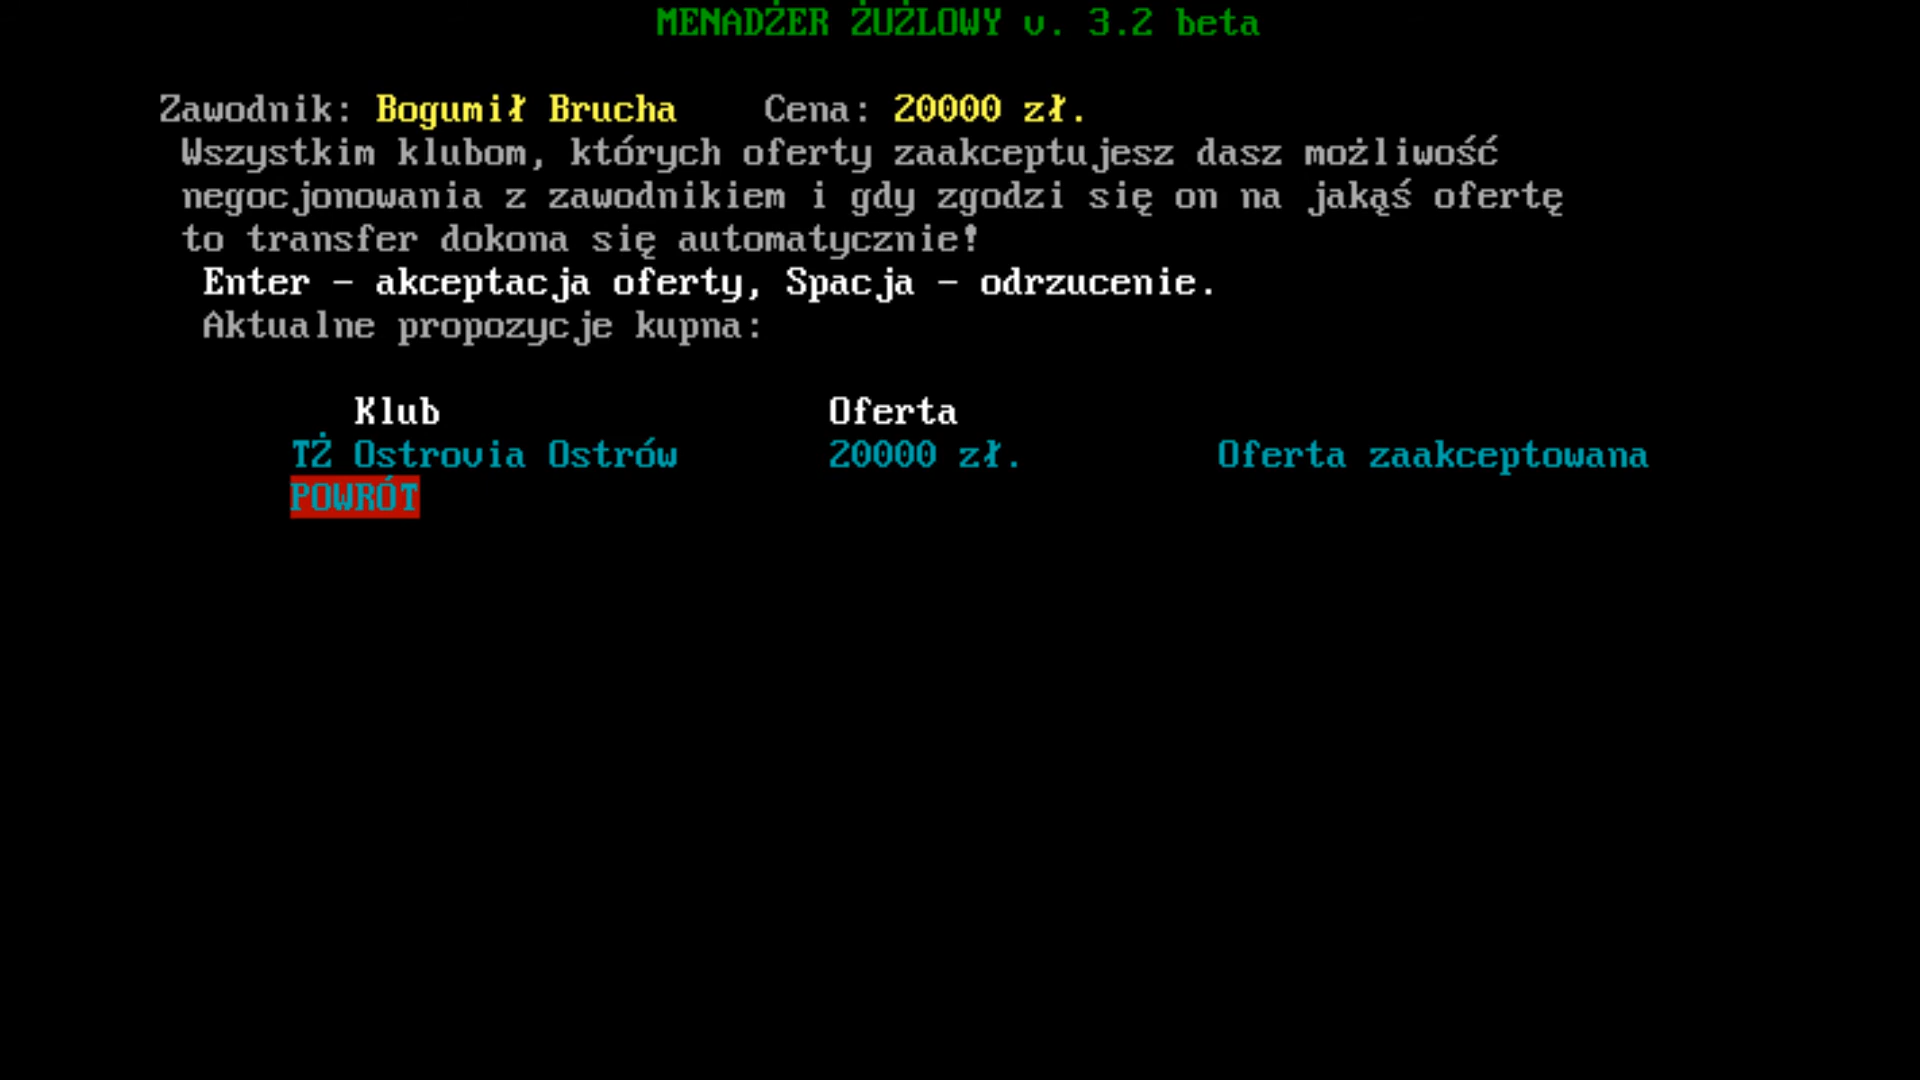 MENADŻER ŻUŻLOWY v. 3.2 beta
Zawodnik: Bogumił Brucha Cena: 20000 zł.
Wszystkim klubom, których oferty zaakceptujesz dasz możliwość
negocjonowania z zawodnikiem i gdy zgodzi się on na jakąś ofertę
to transfer dokona się automatycznie!
Enter - akceptacja oferty, Spacja - odrzucenie.
Aktualne propozycje kupna:
Klub Oferta
TŻ Ostrovia Ostrów 20000 zł. Oferta zaakceptowana
POWRÓT